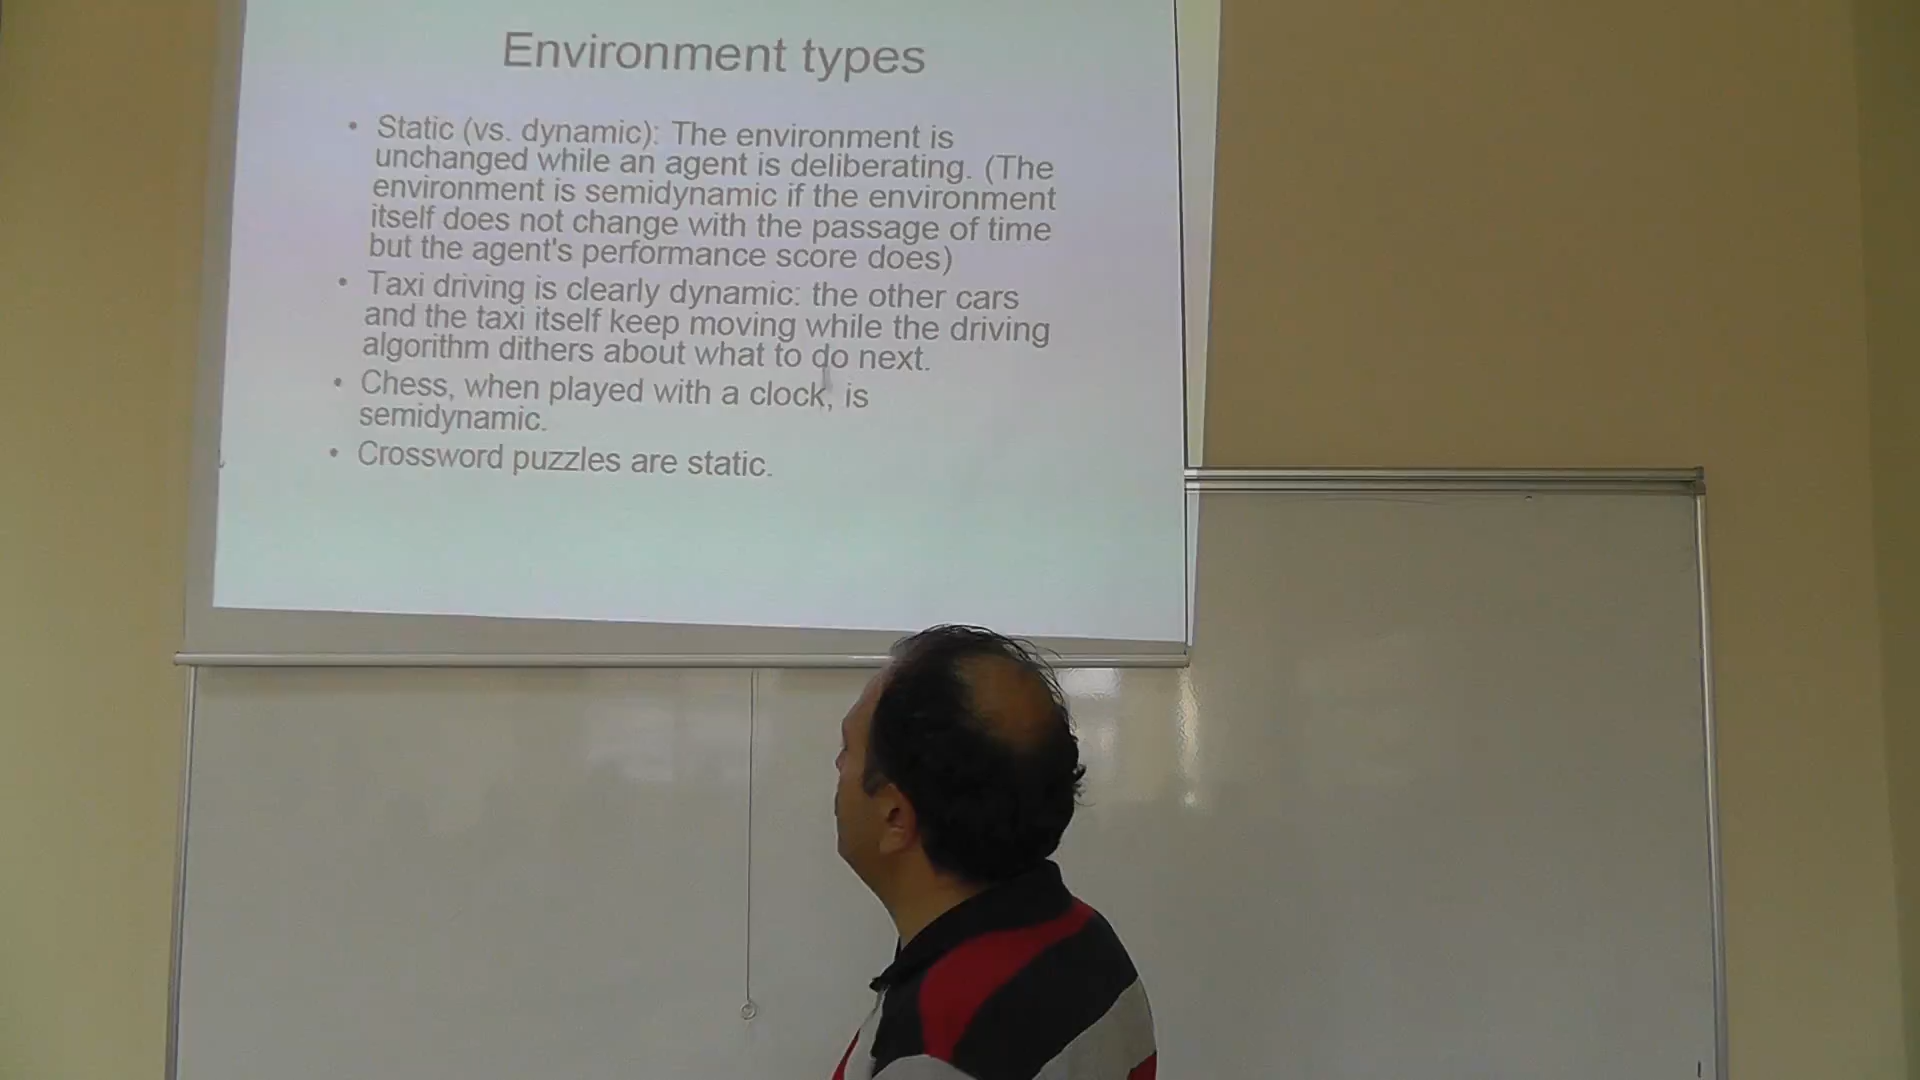 Environment types
• Static (vs. dynamic): The environment is
unchanged while an agent is deliberating. (The
environment is semidynamic if the environment
itself does not change with the passage of time
but the agent's performance score does)
• Taxi driving is clearly dynamic: the other cars
and the taxi itself keep moving while the driving
algorithm dithers about what to do next.
• Chess, when played with a clock, is
semidynamic.
• Crossword puzzles are static.